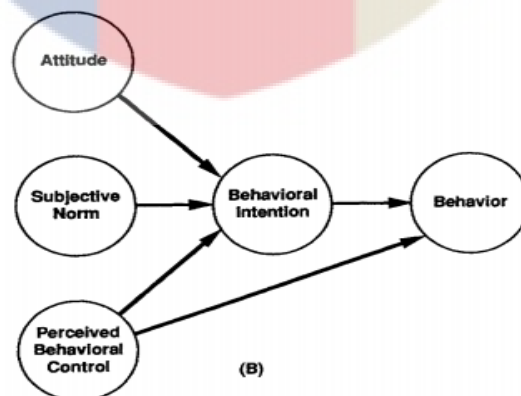 Attitude
Subjective
Norm
Behavioral
Intention
Behavior
Perceived
Behavioral
Control
(B)